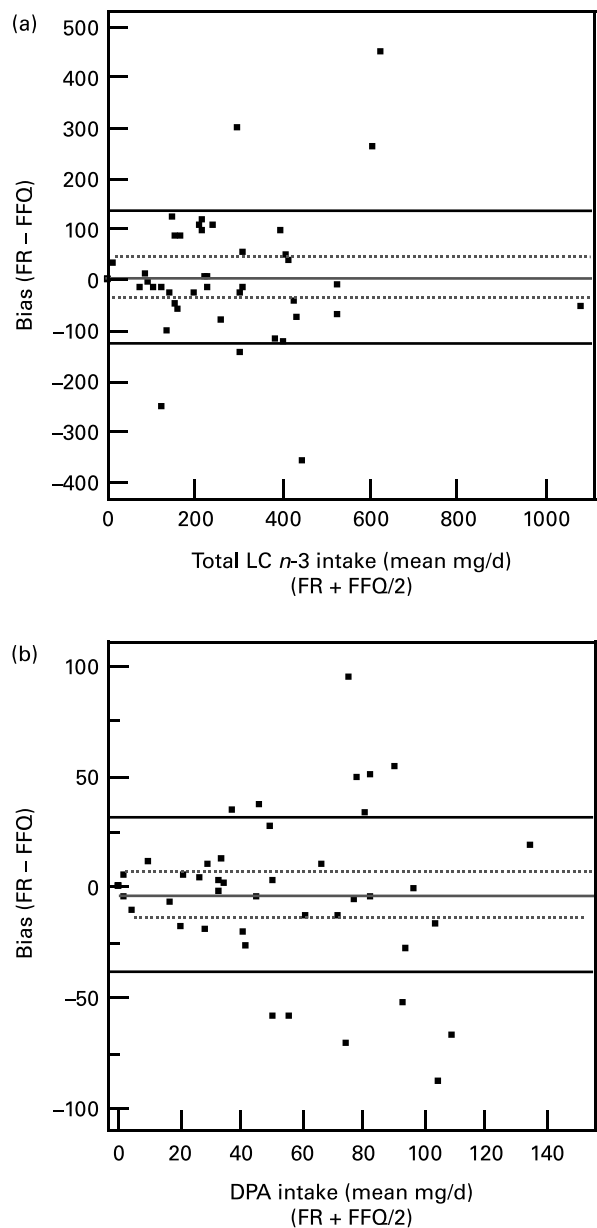 (a)
500
400
300
200
100
0
−100
−200
−300
−400
Bias (FR − FFQ)
0 200 400 600 800 1000
Total LC n-3 intake (mean mg/d)
(FR + FFQ/2)
(b)
100
50
0
−50
−100
Bias (FR − FFQ)
0 20 40 60 80 100 120 140
DPA intake (mean mg/d)
(FR + FFQ/2)